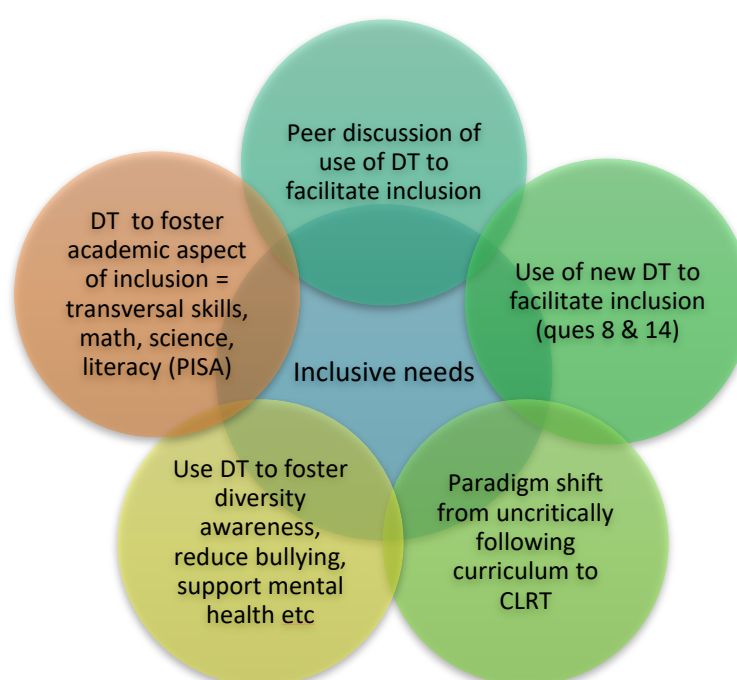 Peer discussion of
use of DT to
facilitate inclusion
Use of new DT to
facilitate inclusion
(ques 8 & 14)
Paradigm shift
from uncritically
following
curriculum to
CLRT
Use DT to foster
diversity
awareness,
reduce bullying,
support mental
health etc
DT to foster
academic aspect
of inclusion =
transversal skills,
math, science,
literacy (PISA)
Inclusive needs